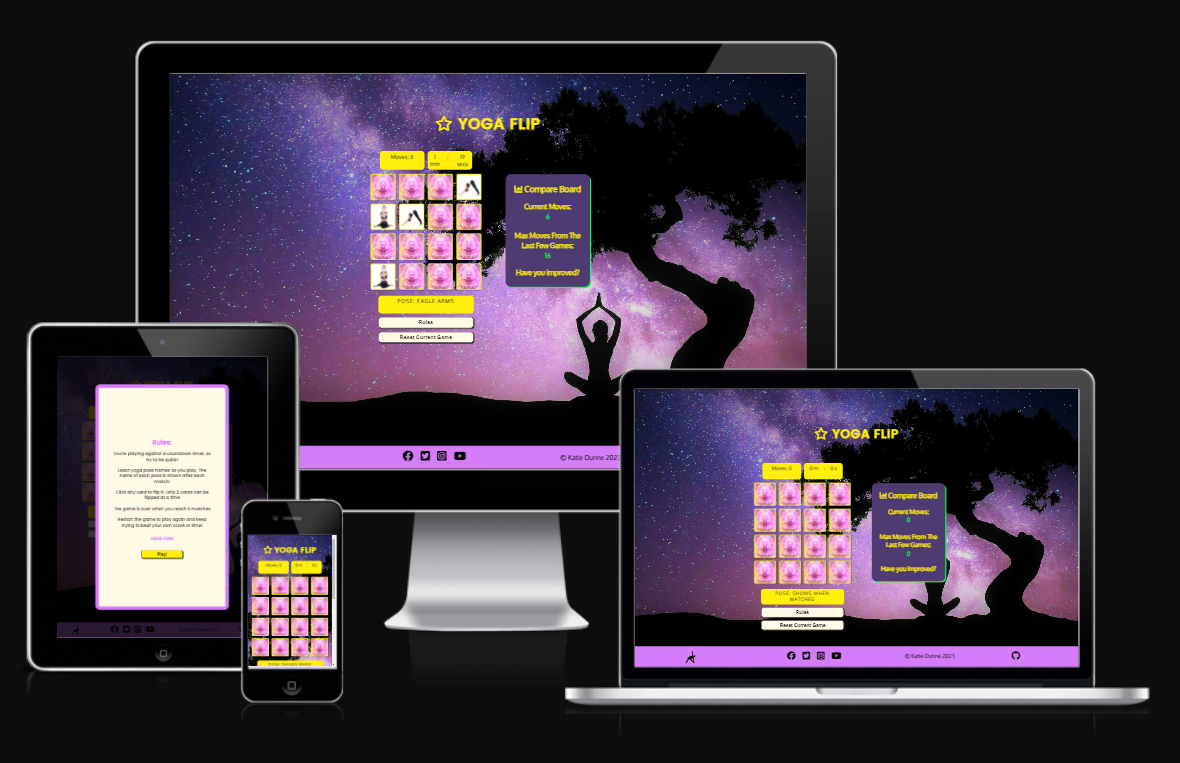 YOGA FLIP
Moves: 6
1 : 19
min secs
Compare Board
Current Moves:
6
Max Moves From The
Last Few Games:
16
Have you Improved?
POSE: EAGLE ARMS
Rules
Reset Current Game
© Katie Dunne 202
Rules:
You're playing against a countdown timer, so
try to be quick!
Learn yoga pose names as you play. The
name of each pose is shown after each
match!
Click any card to flip it. Only 2 cards can be
flipped at a time
The game is over when you reach 8 matches
Restart the game to play again and keep
trying to beat your own score or time!
Play!
YOGA FLIP
Moves: 0
0 m : 0 s
YOGA FLIP
Moves: 0
0 m : 0 s
Compare Board
Current Moves:
0
Max Moves From The
Last Few Games:
0
Have you Improved?
POSE: SHOWS WHEN
MATCHED
Rules
Reset Current Game
© Katie Dunne 2023